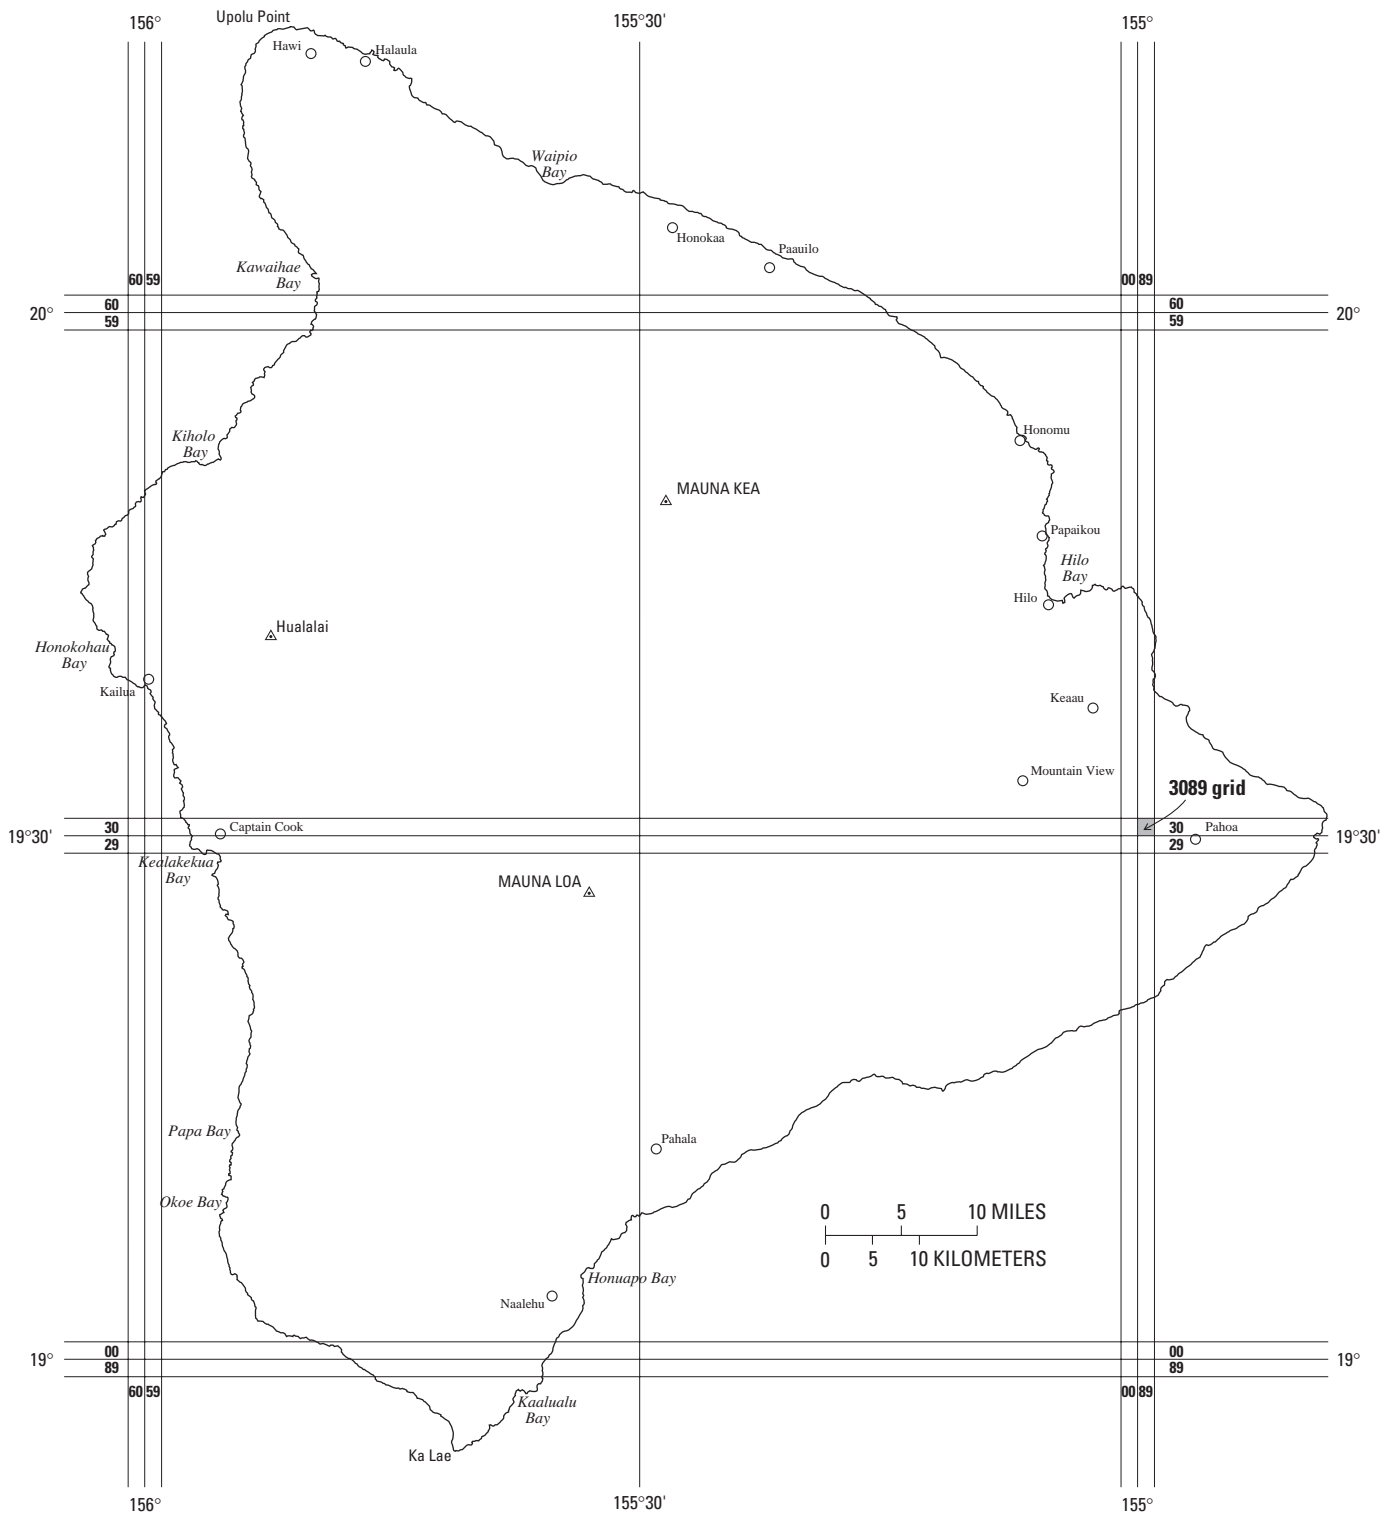 156°
Upolu Point
155°30'
155°
Hawi
Halaula
Waipio
Bay
Honokaa
Paauilo
Kawaihae
Bay
60 59
00 89
20°
60
59
60
59
20°
Kiholo
Bay
Honomu
MAUNA KEA
Papaikou
Hilo
Bay
Hilo
Hualalai
Honokohau
Bay
Kailua
Keaau
Mountain View
3089 grid
19°30'
30
29
Captain Cook
30
29
Pahoa
19°30'
Kealakekua
Bay
MAUNA LOA
Papa Bay
Pahala
Okoe Bay
0 5 10 MILES
0 5 10 KILOMETERS
Honuapo Bay
Naalehu
19°
00
89
00
89
19°
60 59
00 89
Kaalualu
Bay
Ka Lae
156°
155°30'
155°